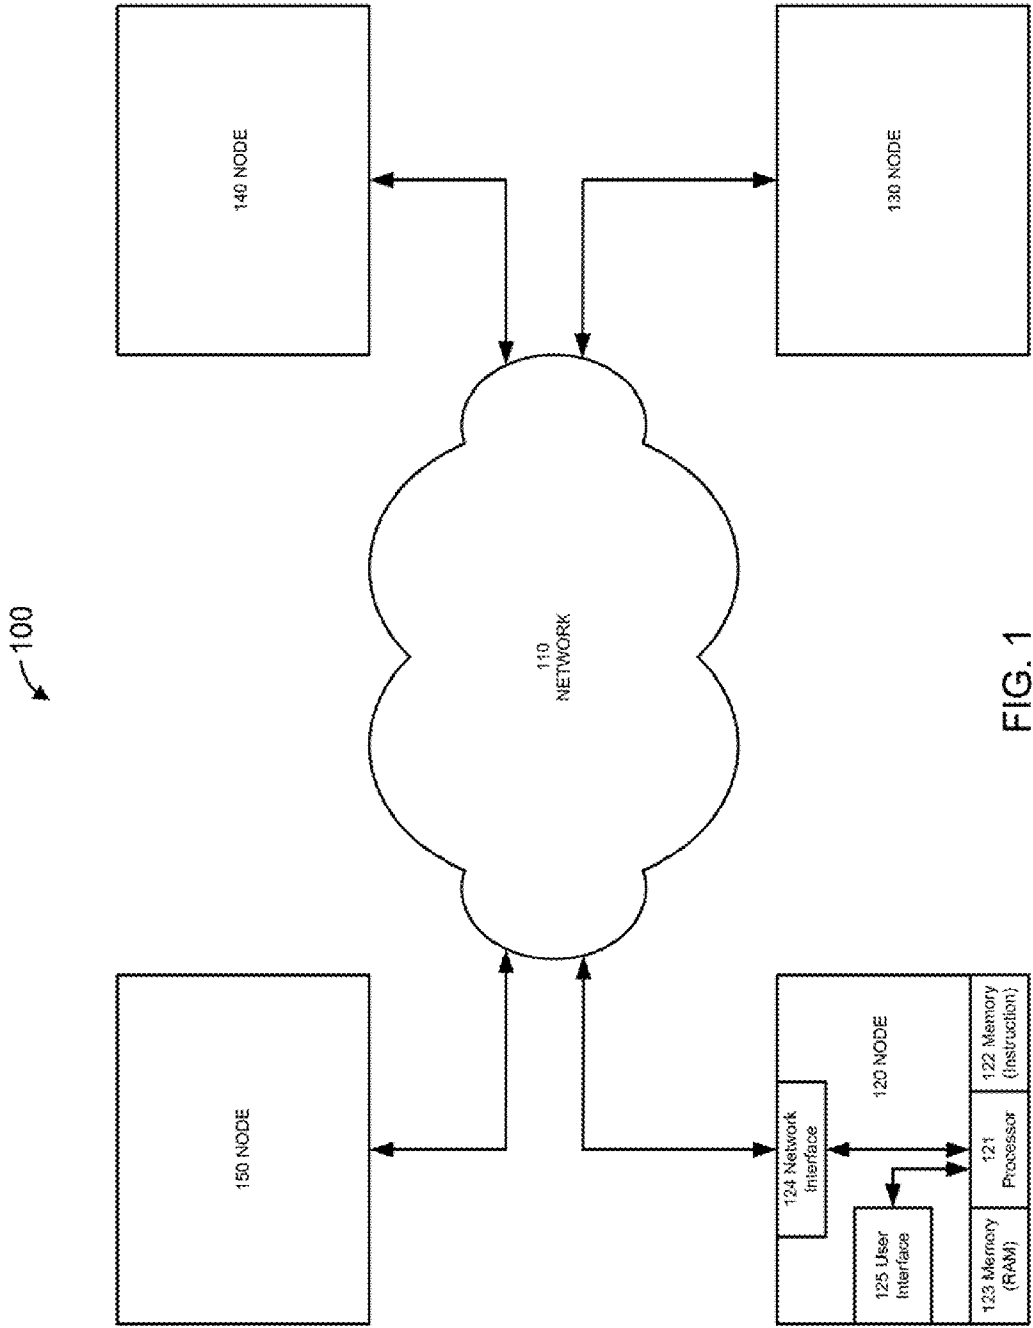 100
150 NODE
140 NODE
110
NETWORK
124 Network
Interface
120 NODE
125 User
Interface
123 Memory
(RAM)
121
Processor
122 Memory
(Instruction)
130 NODE
FIG. 1